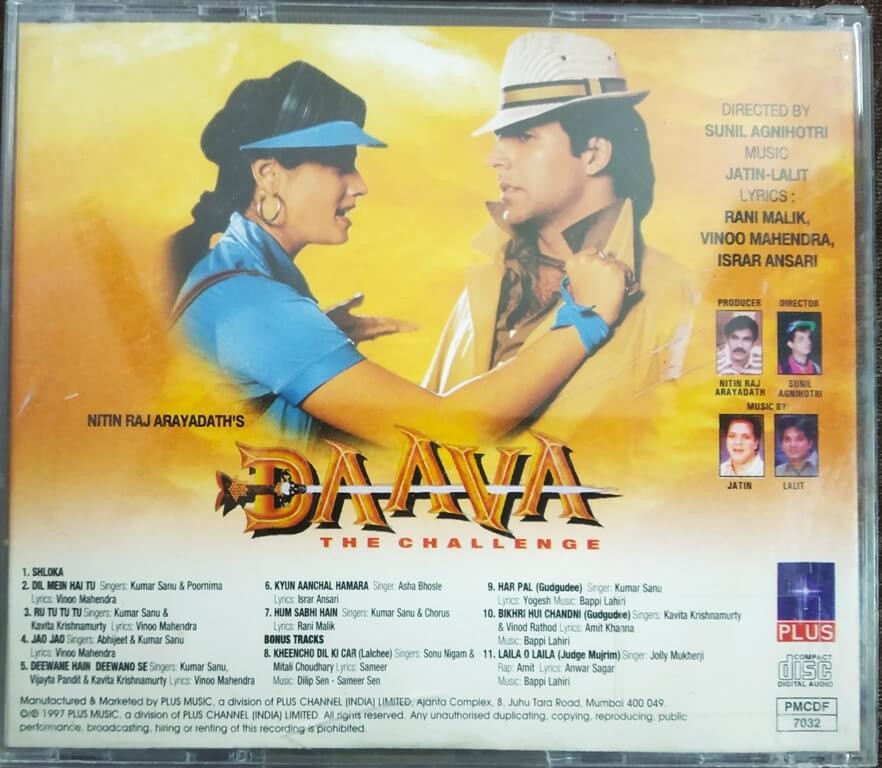 DIRECTED BY
SUNIL AGNIHOTRI
MUSIC
JATIN-LALIT
LYRICS :
RANI MALIK,
VINOO MAHENDRA,
ISRAR ANSARI
PRODUCER
DIRECTOR
NITIN RAJ
ARAYADATH
SUNIL
AGNIHOTRI
MUSIC BY:
JATIN
LALIT
NITIN RAJ ARAYADATH'S
DAAVA
THE CHALLENGE
1. SHLOKA
2. DIL MEIN HAI TU Singers: Kumar Sanu & Poornima
Lyrics: Vinoo Mahendra
3. RU TU TU TU Singers: Kumar Sanu &
Kavita Krishnamurty Lyrics: Vinoo Mahendra
4. JAO JAO Singers: Abhijeet & Kumar Sanu
Lyrics: Vinoo Mahendra
5. DEEWANE HAIN DEEWANO SE Singers: Kumar Sanu,
Vijayta Pandit & Kavita Krishnamurty Lyrics: Vinoo Mahendra
6. KYUN AANCHAL HAMARA Singer: Asha Bhosle
Lyrics: Israr Ansari
7. HUM SABHI HAIN Singers: Kumar Sanu & Chorus
Lyrics: Rani Malik
BONUS TRACKS
8. KHEENCHO DIL KI CAR (Lalchee) Singers: Sonu Nigam &
Mitali Choudhary Lyrics: Sameer
Music: Dilip Sen - Sameer Sen
9. HAR PAL (Gudgudee) Singer: Kumar Sanu
Lyrics: Yogesh Music: Bappi Lahiri
10. BIKHRI HUI CHANDNI (Gudgudee) Singers: Kavita Krishnamurty
& Vinod Rathod Lyrics: Amit Khanna
Music: Bappi Lahiri
11. LAILA O LAILA (Judge Mujrim) Singer: Jolly Mukherji
Rap: Amit Lyrics: Anwar Sagar
Music: Bappi Lahiri
PLUS
COMPACT
disc
DIGITAL AUDIO
PMCDF
7032
Manufactured & Marketed by PLUS MUSIC, a division of PLUS CHANNEL (INDIA) LIMITED, Ajanta Complex, 8, Juhu Tara Road, Mumbai 400 049.
©/℗ 1997 PLUS MUSIC, a division of PLUS CHANNEL (INDIA) LIMITED. All rights reserved. Any unauthorised duplicating, copying, reproducing, public
performance, broadcasting, hiring or renting of this recording is prohibited.